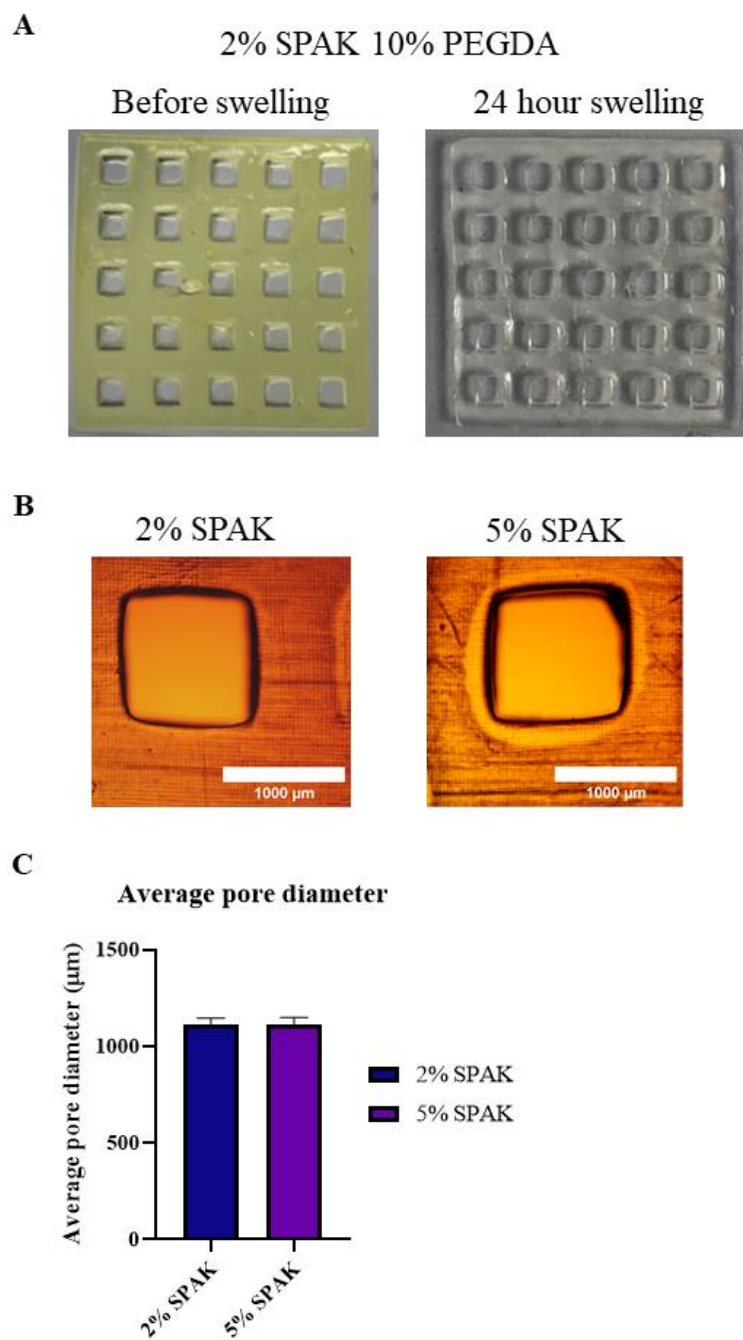 A
2% SPAK 10% PEGDA
Before swelling
24 hour swelling
B
2% SPAK
5% SPAK
1000 µm
1000 µm
C
Average pore diameter
Average pore diameter (µm)
1500
1000
500
0
2% SPAK
5% SPAK
2% SPAK
5% SPAK